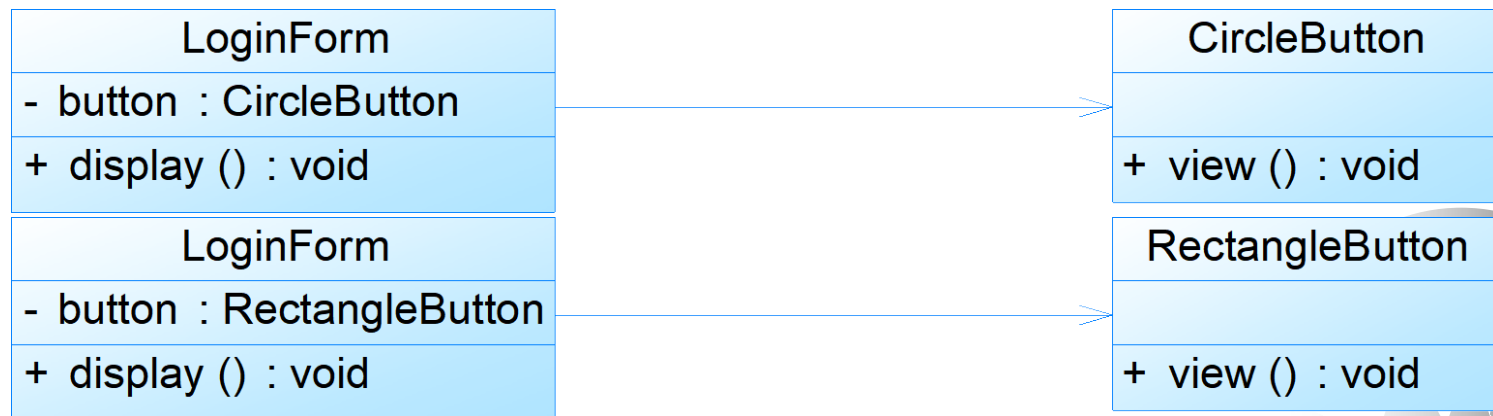 LoginForm
- button : CircleButton
+ display () : void
CircleButton
+ view () : void
LoginForm
- button : RectangleButton
+ display () : void
RectangleButton
+ view () : void